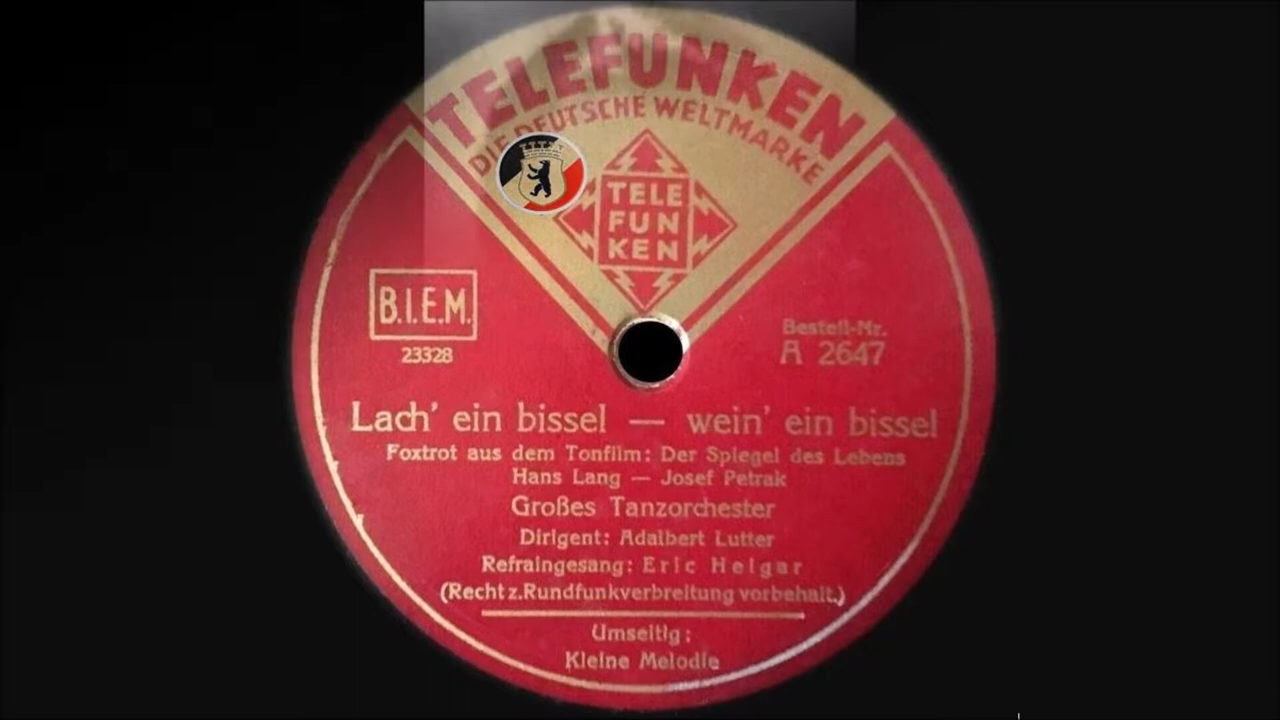 TELEFUNKEN
DIE DEUTSCHE WELTMARKE
TELE
FUN
KEN
B.I.E.M.
23328
Bestell-Nr.
A 2647
Lach' ein bissel — wein' ein bissel
Foxtrot aus dem Tonfilm: Der Spiegel des Lebens
Hans Lang — Josef Petrak
Großes Tanzorchester
Dirigent: Adalbert Lutter
Refraingesang: Eric Helgar
(Recht z.Rundfunkverbreitung vorbehalt.)
Umseitig:
Kleine Melodie